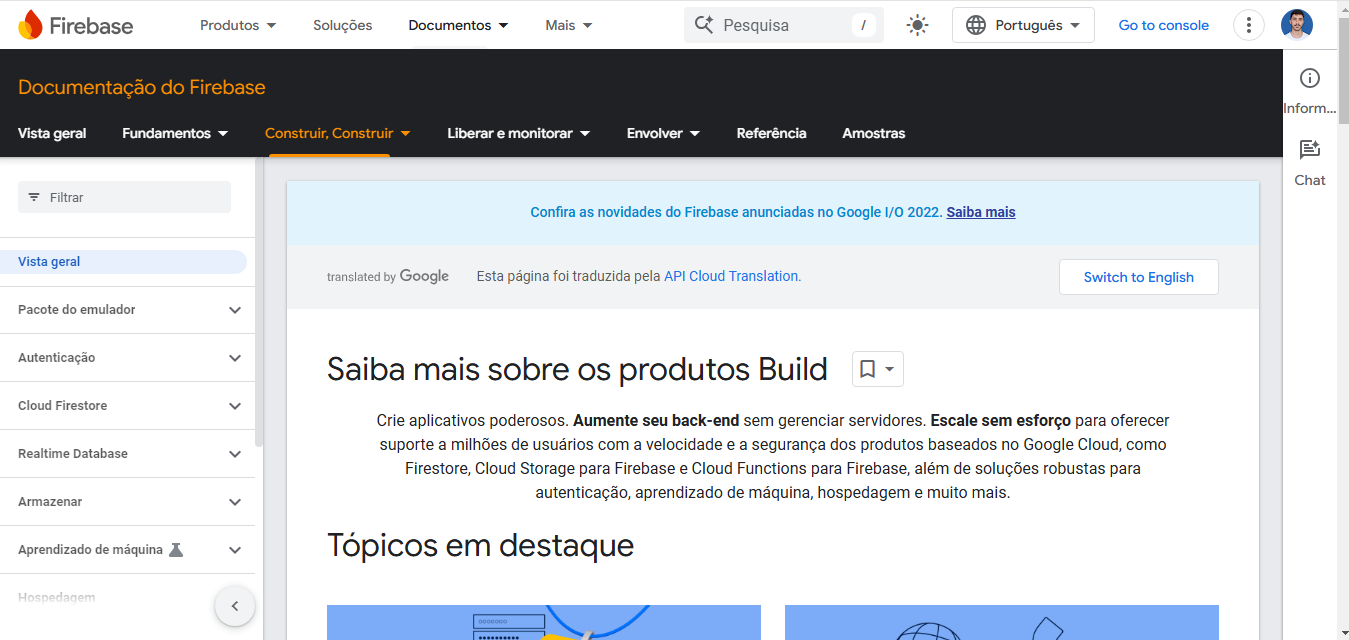 Firebase
Produtos
Soluções
Documentos
Mais
Pesquisa
/
Português
Go to console
Documentação do Firebase
Vista geral
Fundamentos
Construir, Construir
Liberar e monitorar
Envolver
Referência
Amostras
Inform...
Chat
Filtrar
Vista geral
Pacote do emulador
Autenticação
Cloud Firestore
Realtime Database
Armazenar
Aprendizado de máquina
Hospedagem
Confira as novidades do Firebase anunciadas no Google I/O 2022. Saiba mais
translated by Google
Esta página foi traduzida pela API Cloud Translation.
Switch to English
Saiba mais sobre os produtos Build
Crie aplicativos poderosos. Aumente seu back-end sem gerenciar servidores. Escale sem esforço para oferecer
suporte a milhões de usuários com a velocidade e a segurança dos produtos baseados no Google Cloud, como
Firestore, Cloud Storage para Firebase e Cloud Functions para Firebase, além de soluções robustas para
autenticação, aprendizado de máquina, hospedagem e muito mais.
Tópicos em destaque